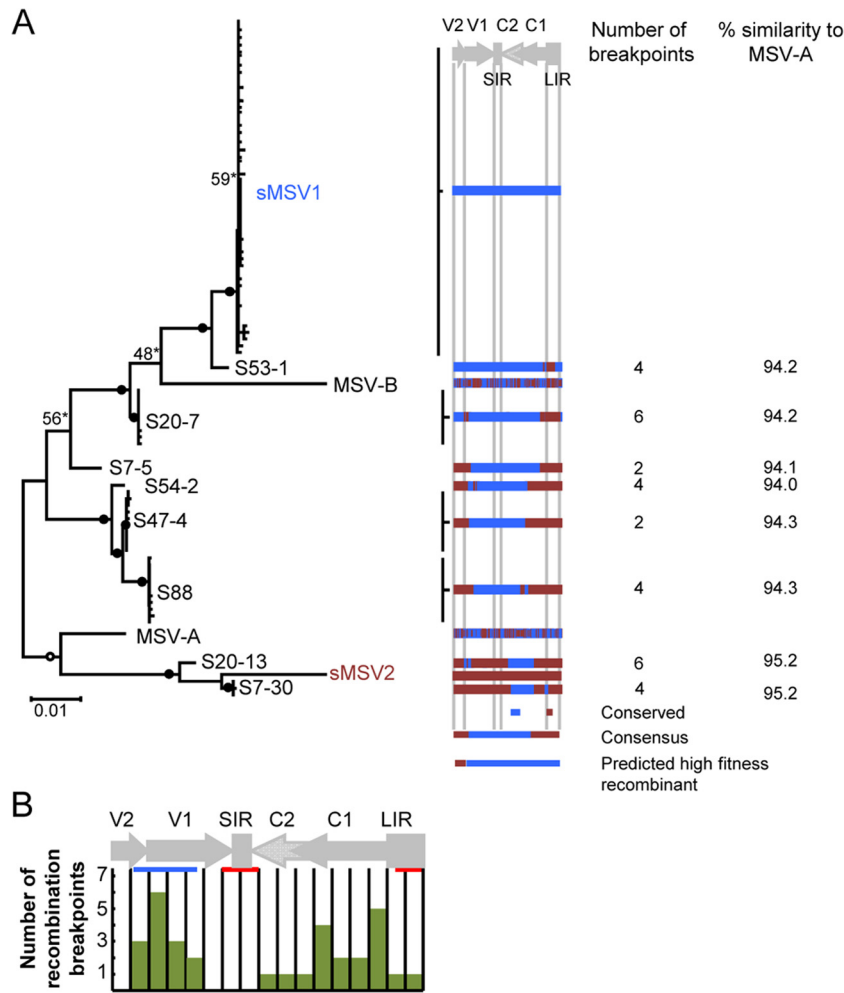 A
V2 V1 C2 C1
SIR
LIR
Number of
breakpoints
% similarity to
MSV-A
59*
sMSV1
48*
S53-1
4
94.2
MSV-B
56*
S20-7
6
94.2
S7-5
2
94.1
S54-2
4
94.0
S47-4
2
94.3
S88
4
94.3
MSV-A
S20-13
6
95.2
sMSV2
S7-30
4
95.2
0.01
Conserved
Consensus
Predicted high fitness
recombinant
B
V2 V1 SIR C2 C1 LIR
Number of
recombination
breakpoints
7
5
3
1